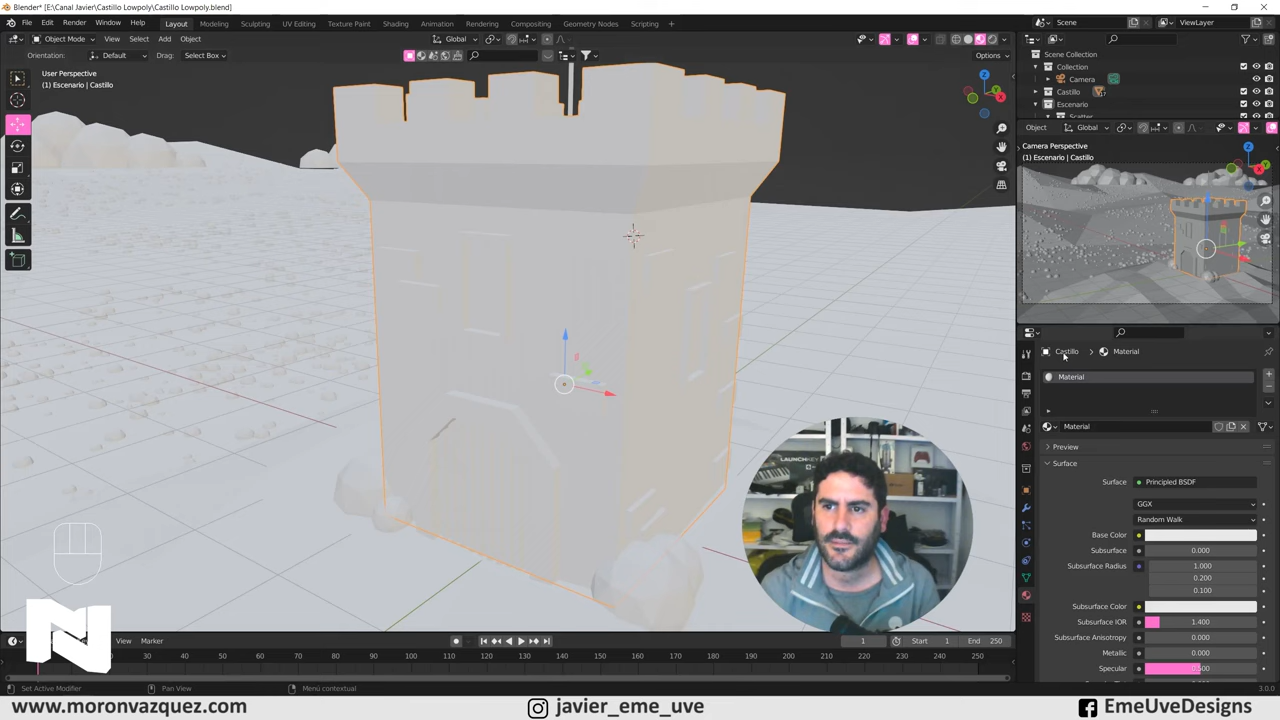 Blender* [E:\Canal Javier\Castillo Lowpoly\Castillo Lowpoly.blend]
File Edit Render Window Help Layout Modeling Sculpting UV Editing Texture Paint Shading Animation Rendering Compositing Geometry Nodes Scripting Scene ViewLayer
Object Mode View Select Add Object Global
Orientation: Default Drag: Select Box Options
User Perspective
(1) Escenario | Castillo
Scene Collection
Collection
Camera
Castillo
Escenario
Scatter
Object Global
Camera Perspective
(1) Escenario | Castillo
Castillo > Material
Material
Material
Preview
Surface
Surface Principled BSDF
GGX
Random Walk
Base Color
Subsurface 0.000
Subsurface Radius 1.000
0.200
0.100
Subsurface Color
Subsurface IOR 1.400
Subsurface Anisotropy 0.000
Metallic 0.000
Specular 0.500
LAUNCHKEY
View Marker 1 Start 1 End 250
30 40 50 60 70 80 90 100 110 120 130 140 150 160 170 180 190 200 210 220 230 240 250
Set Active Modifier Pan View Menú contextual 3.0.0
www.moronvazquez.com javier_eme_uve EmeUveDesigns